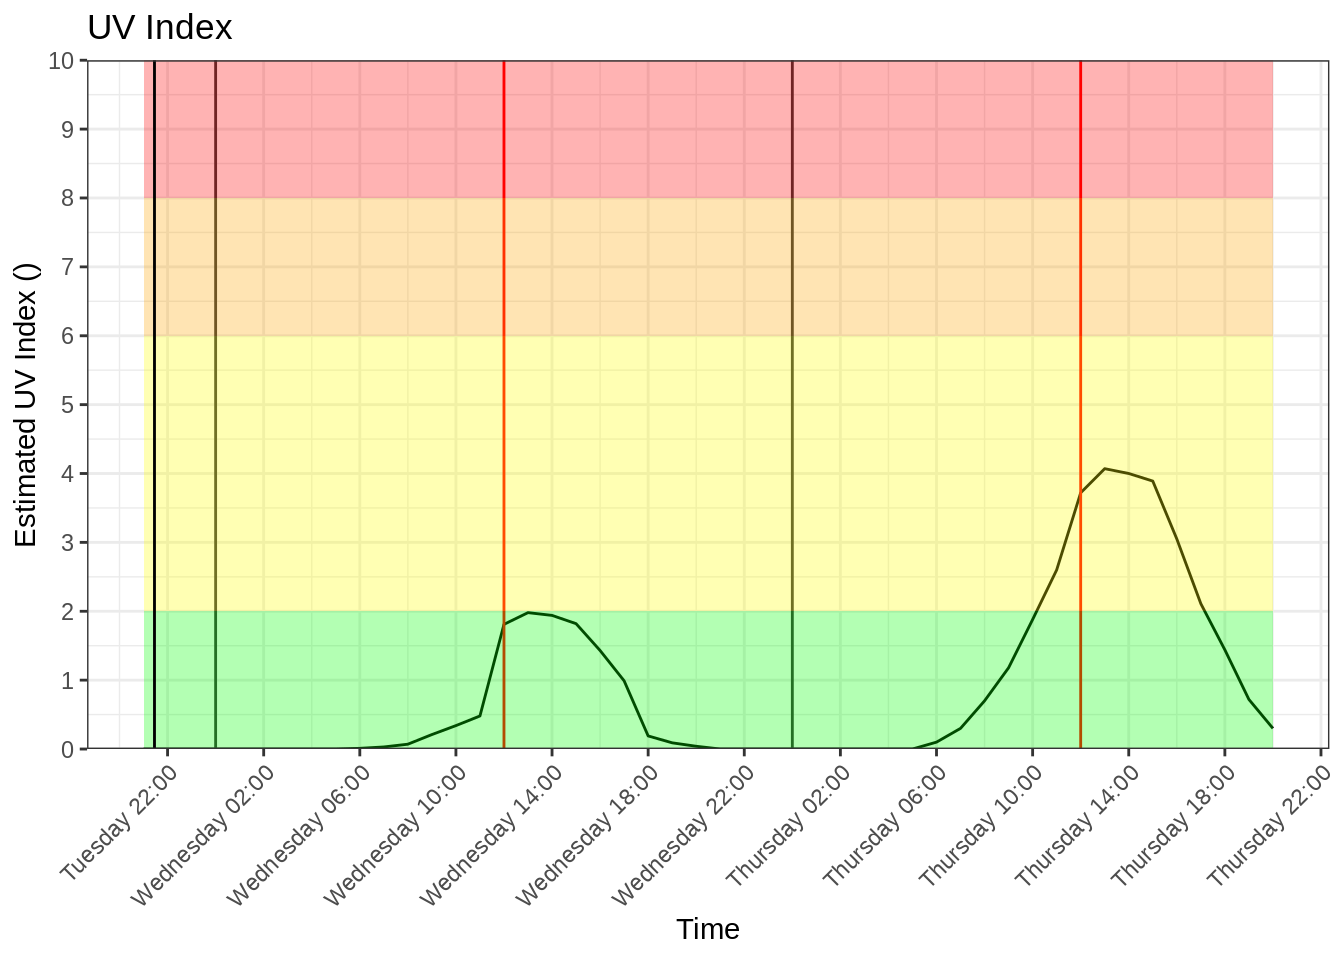 UV Index
Estimated UV Index ()
10
9
8
7
6
5
4
3
2
1
0
Tuesday 22:00
Wednesday 02:00
Wednesday 06:00
Wednesday 10:00
Wednesday 14:00
Wednesday 18:00
Wednesday 22:00
Thursday 02:00
Thursday 06:00
Thursday 10:00
Thursday 14:00
Thursday 18:00
Thursday 22:00
Time